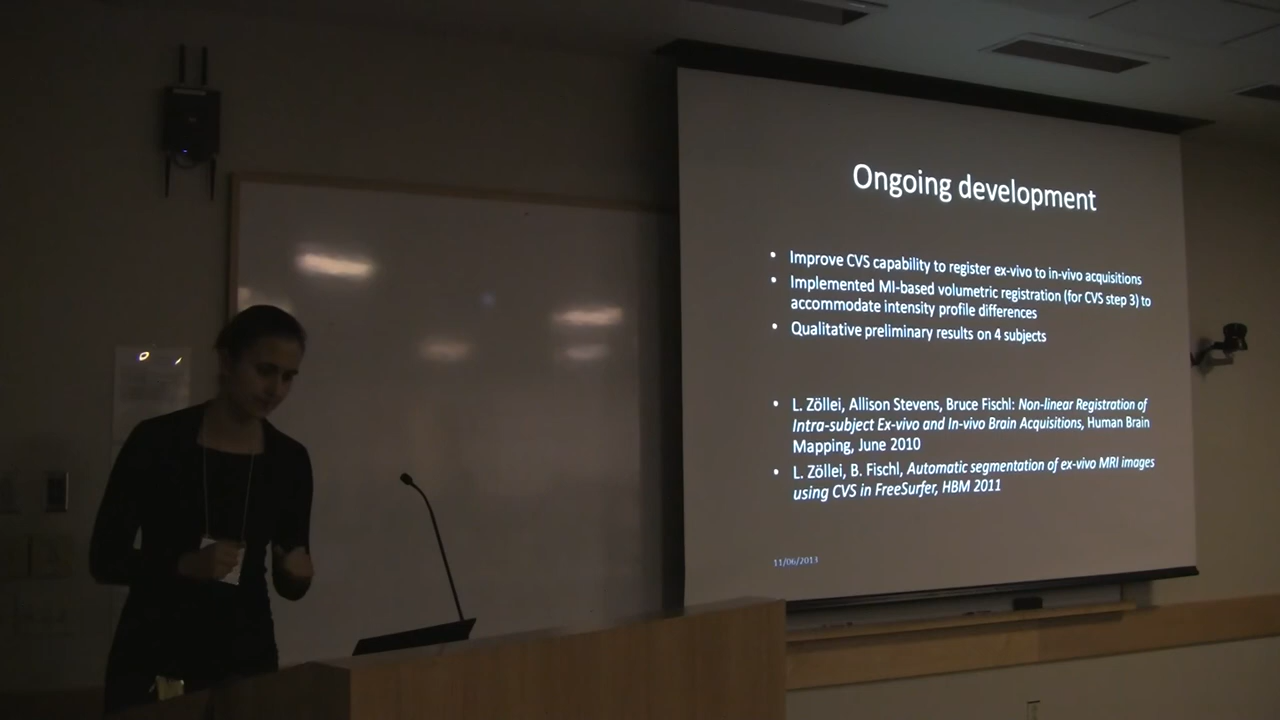 Ongoing development
• Improve CVS capability to register ex-vivo to in-vivo acquisitions
• Implemented MI-based volumetric registration (for CVS step 3) to
accommodate intensity profile differences
• Qualitative preliminary results on 4 subjects
• L. Zöllei, Allison Stevens, Bruce Fischl: Non-linear Registration of
Intra-subject Ex-vivo and In-vivo Brain Acquisitions, Human Brain
Mapping, June 2010
• L. Zöllei, B. Fischl, Automatic segmentation of ex-vivo MRI images
using CVS in FreeSurfer, HBM 2011
11/06/2013